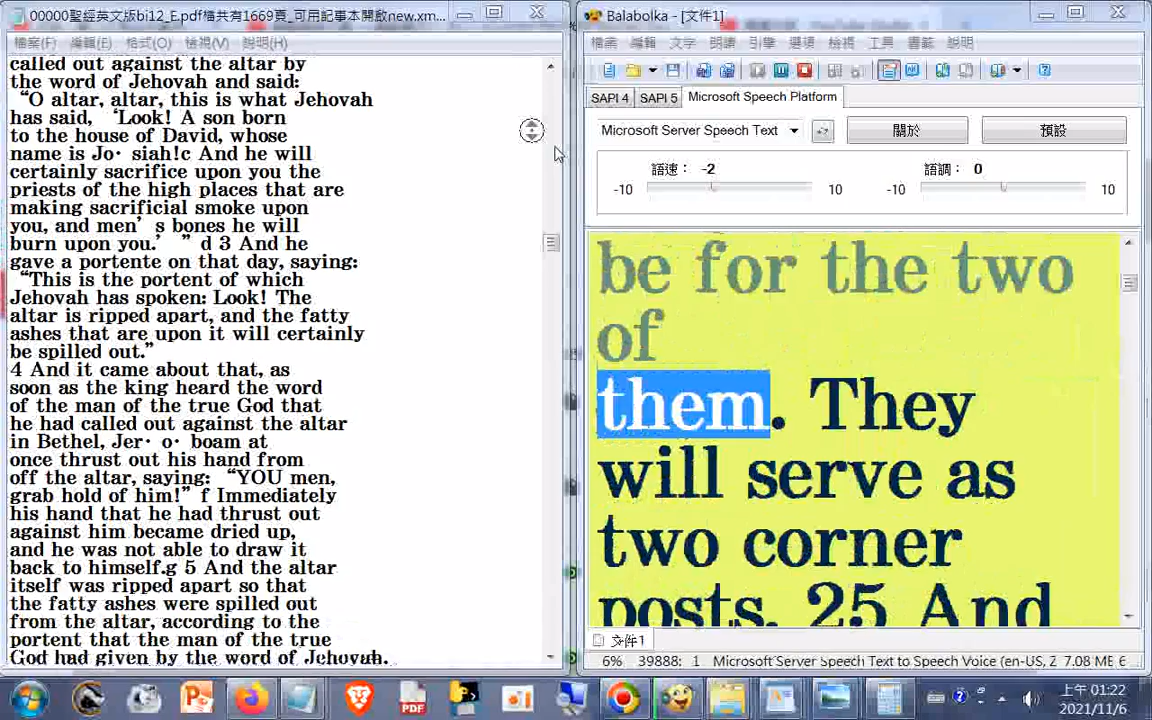 00000聖經英文版bi12_E.pdf檔共有1669頁_可用記事本開啟new.xm...
檔案(F) 編輯(E) 格式(O) 檢視(V) 說明(H)
called out against the altar by
the word of Jehovah and said:
“O altar, altar, this is what Jehovah
has said, ‘Look! A son born
to the house of David, whose
name is Jo· siah!c And he will
certainly sacrifice upon you the
priests of the high places that are
making sacrificial smoke upon
you, and men’ s bones he will
burn upon you.’ ” d 3 And he
gave a portente on that day, saying:
“This is the portent of which
Jehovah has spoken: Look! The
altar is ripped apart, and the fatty
ashes that are upon it will certainly
be spilled out.”
4 And it came about that, as
soon as the king heard the word
of the man of the true God that
he had called out against the altar
in Bethel, Jer· o· boam at
once thrust out his hand from
off the altar, saying: “YOU men,
grab hold of him!” f Immediately
his hand that he had thrust out
against him became dried up,
and he was not able to draw it
back to himself.g 5 And the altar
itself was ripped apart so that
the fatty ashes were spilled out
from the altar, according to the
portent that the man of the true
God had given by the word of Jehovah.
Balabolka - [文件1]
檔案 編輯 文字 朗讀 引擎 選項 檢視 工具 書籤 說明
SAPI 4 SAPI 5 Microsoft Speech Platform
Microsoft Server Speech Text 關於 預設
語速： -2 語調： 0
-10 10 -10 10
be for the two
of
them. They
will serve as
two corner
posts. 25 And
文件1
6% 39888: 1 Microsoft Server Speech Text to Speech Voice (en-US, Z 7.08 MB 6
PDF
上午 01:22
2021/11/6